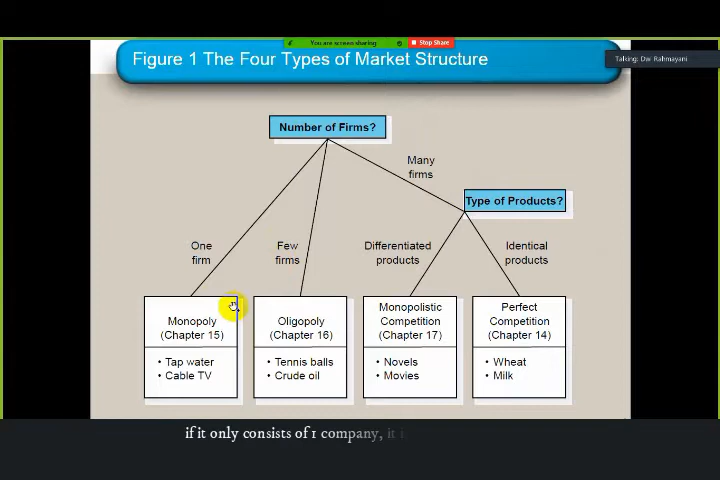 You are screen sharing
Stop Share
Figure 1 The Four Types of Market Structure
Talking: Dwi Rahmayani
Number of Firms?
Many
firms
Type of Products?
One
firm
Few
firms
Differentiated
products
Identical
products
Monopoly
(Chapter 15)
• Tap water
• Cable TV
Oligopoly
(Chapter 16)
• Tennis balls
• Crude oil
Monopolistic
Competition
(Chapter 17)
• Novels
• Movies
Perfect
Competition
(Chapter 14)
• Wheat
• Milk
if it only consists of 1 company, it i